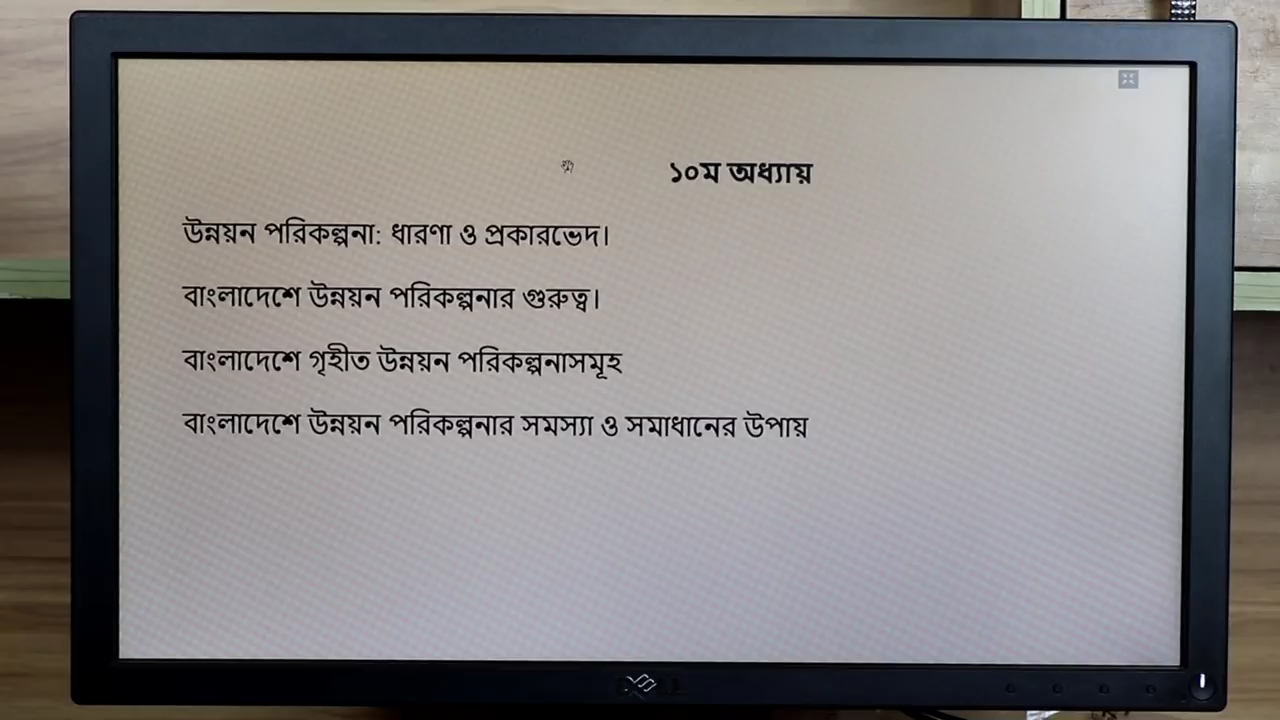 ১০ম অধ্যায়
উন্নয়ন পরিকল্পনা: ধারণা ও প্রকারভেদ।
বাংলাদেশে উন্নয়ন পরিকল্পনার গুরুত্ব।
বাংলাদেশে গৃহীত উন্নয়ন পরিকল্পনাসমূহ
বাংলাদেশে উন্নয়ন পরিকল্পনার সমস্যা ও সমাধানের উপায়